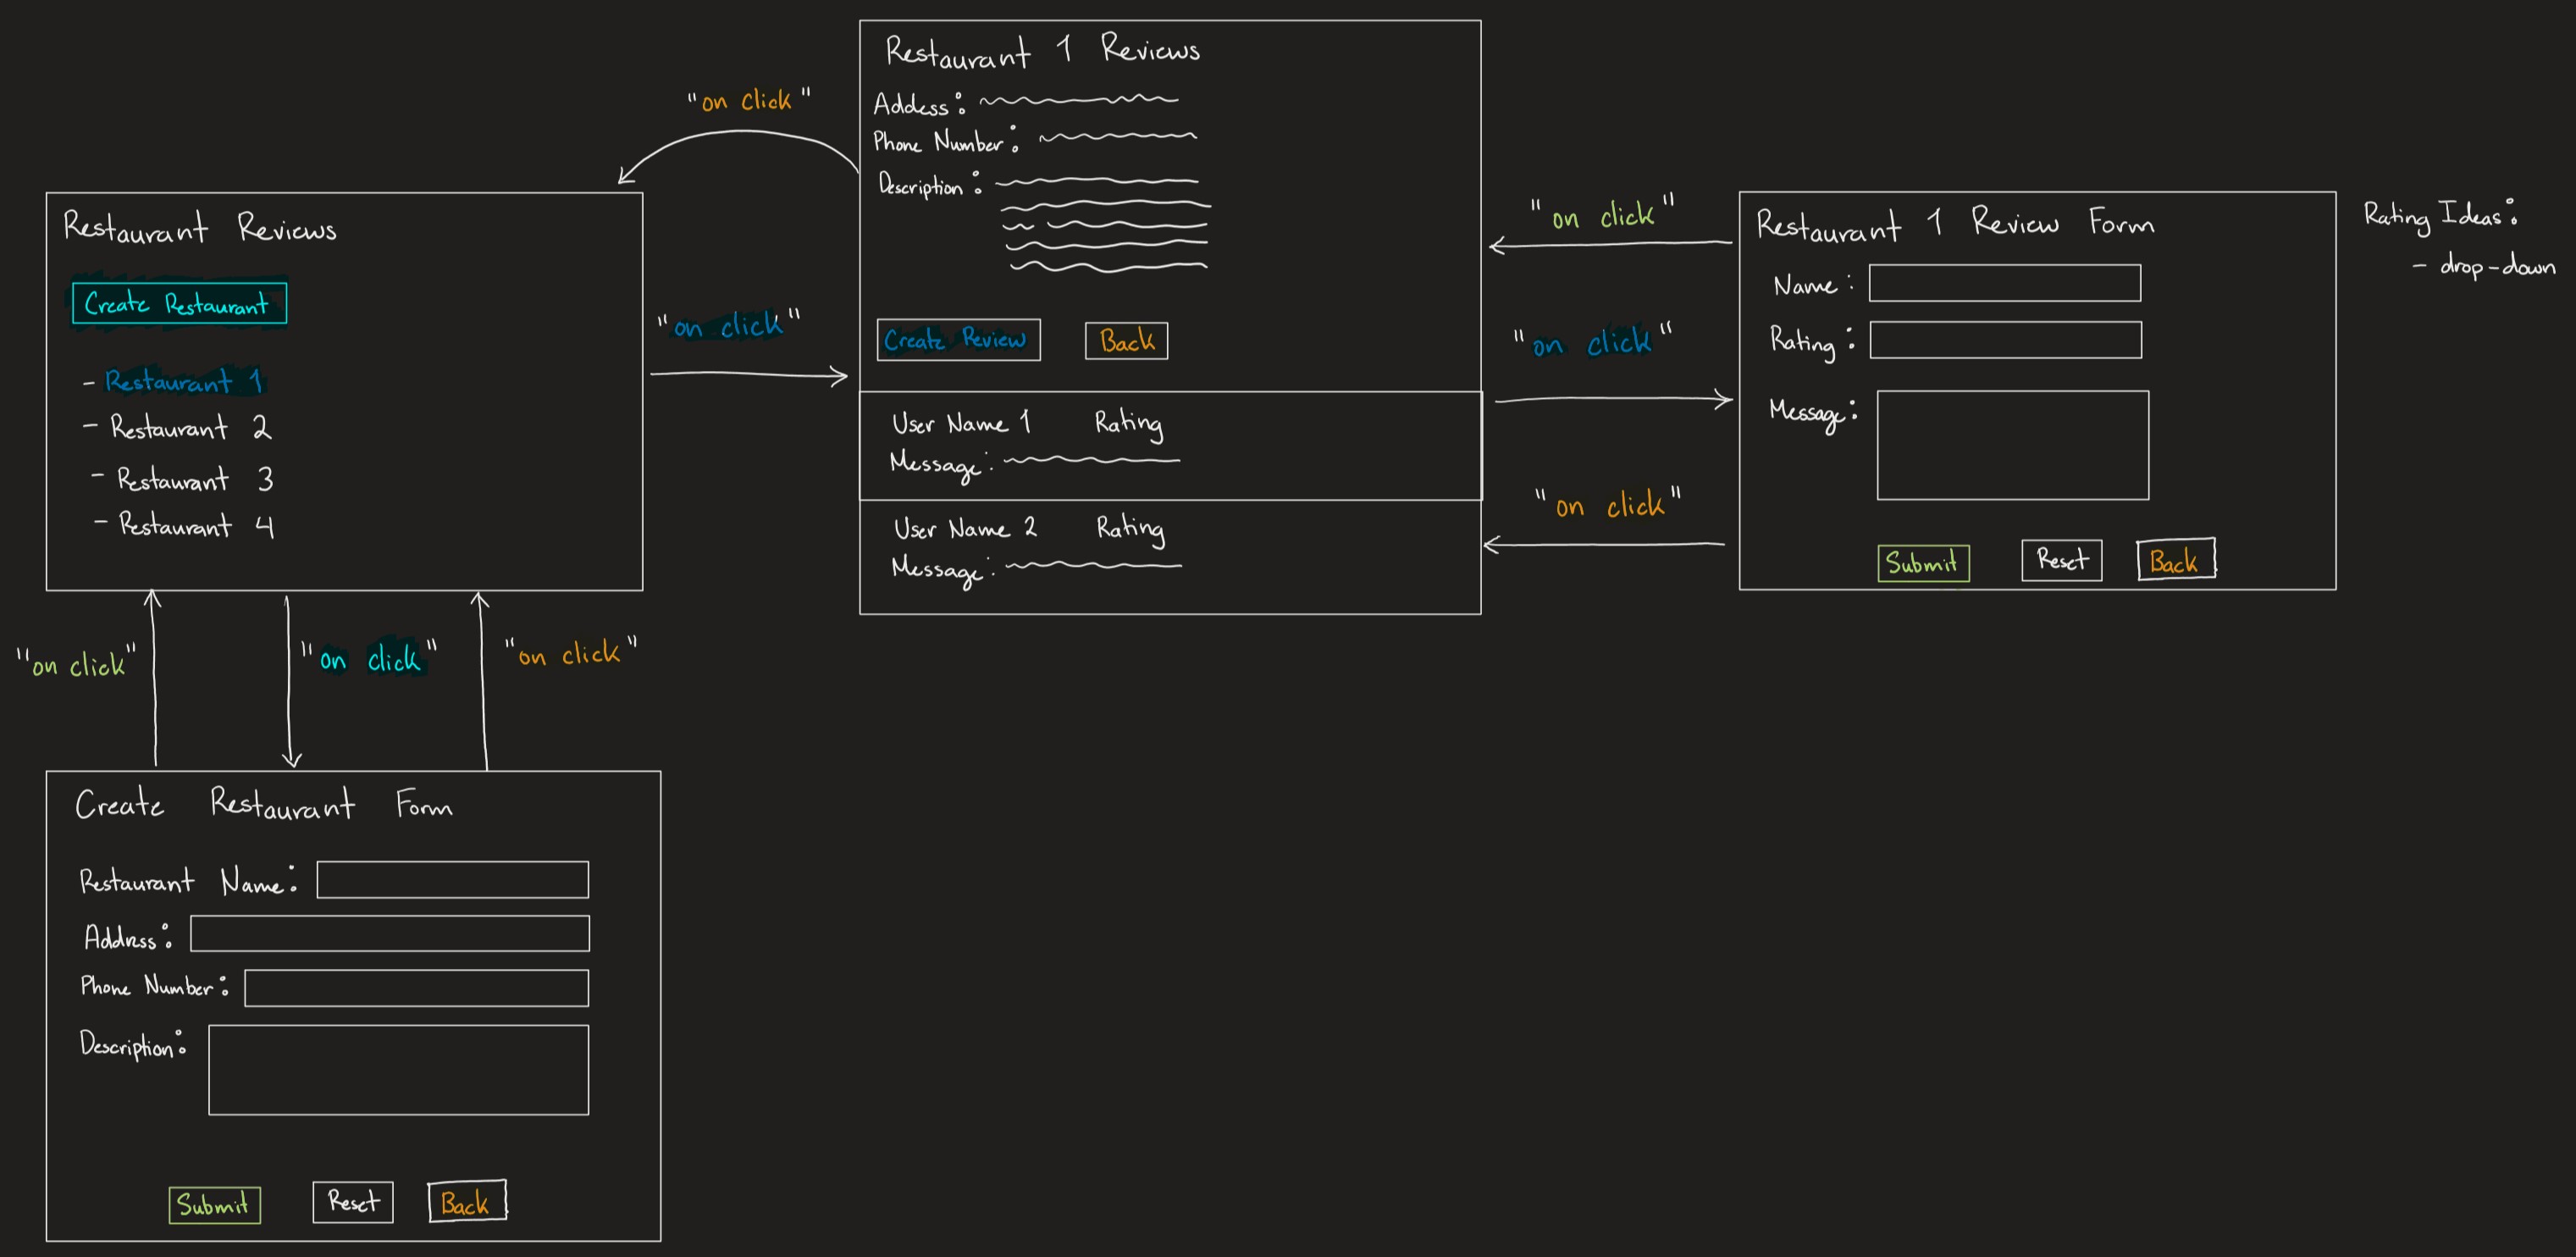 Restaurant Reviews
Create Restaurant
- Restaurant 1
- Restaurant 2
- Restaurant 3
- Restaurant 4
"on click"
"on click"
Restaurant 1 Reviews
Addess:
Phone Number:
Description:
Create Review Back
User Name 1 Rating
Message:
User Name 2 Rating
Message:
"on click"
"on click"
"on click"
Restaurant 1 Review Form
Name:
Rating:
Message:
Submit Reset Back
Rating Ideas:
- drop-down
"on click" "on click" "on click"
Create Restaurant Form
Restaurant Name:
Address:
Phone Number:
Description:
Submit Reset Back